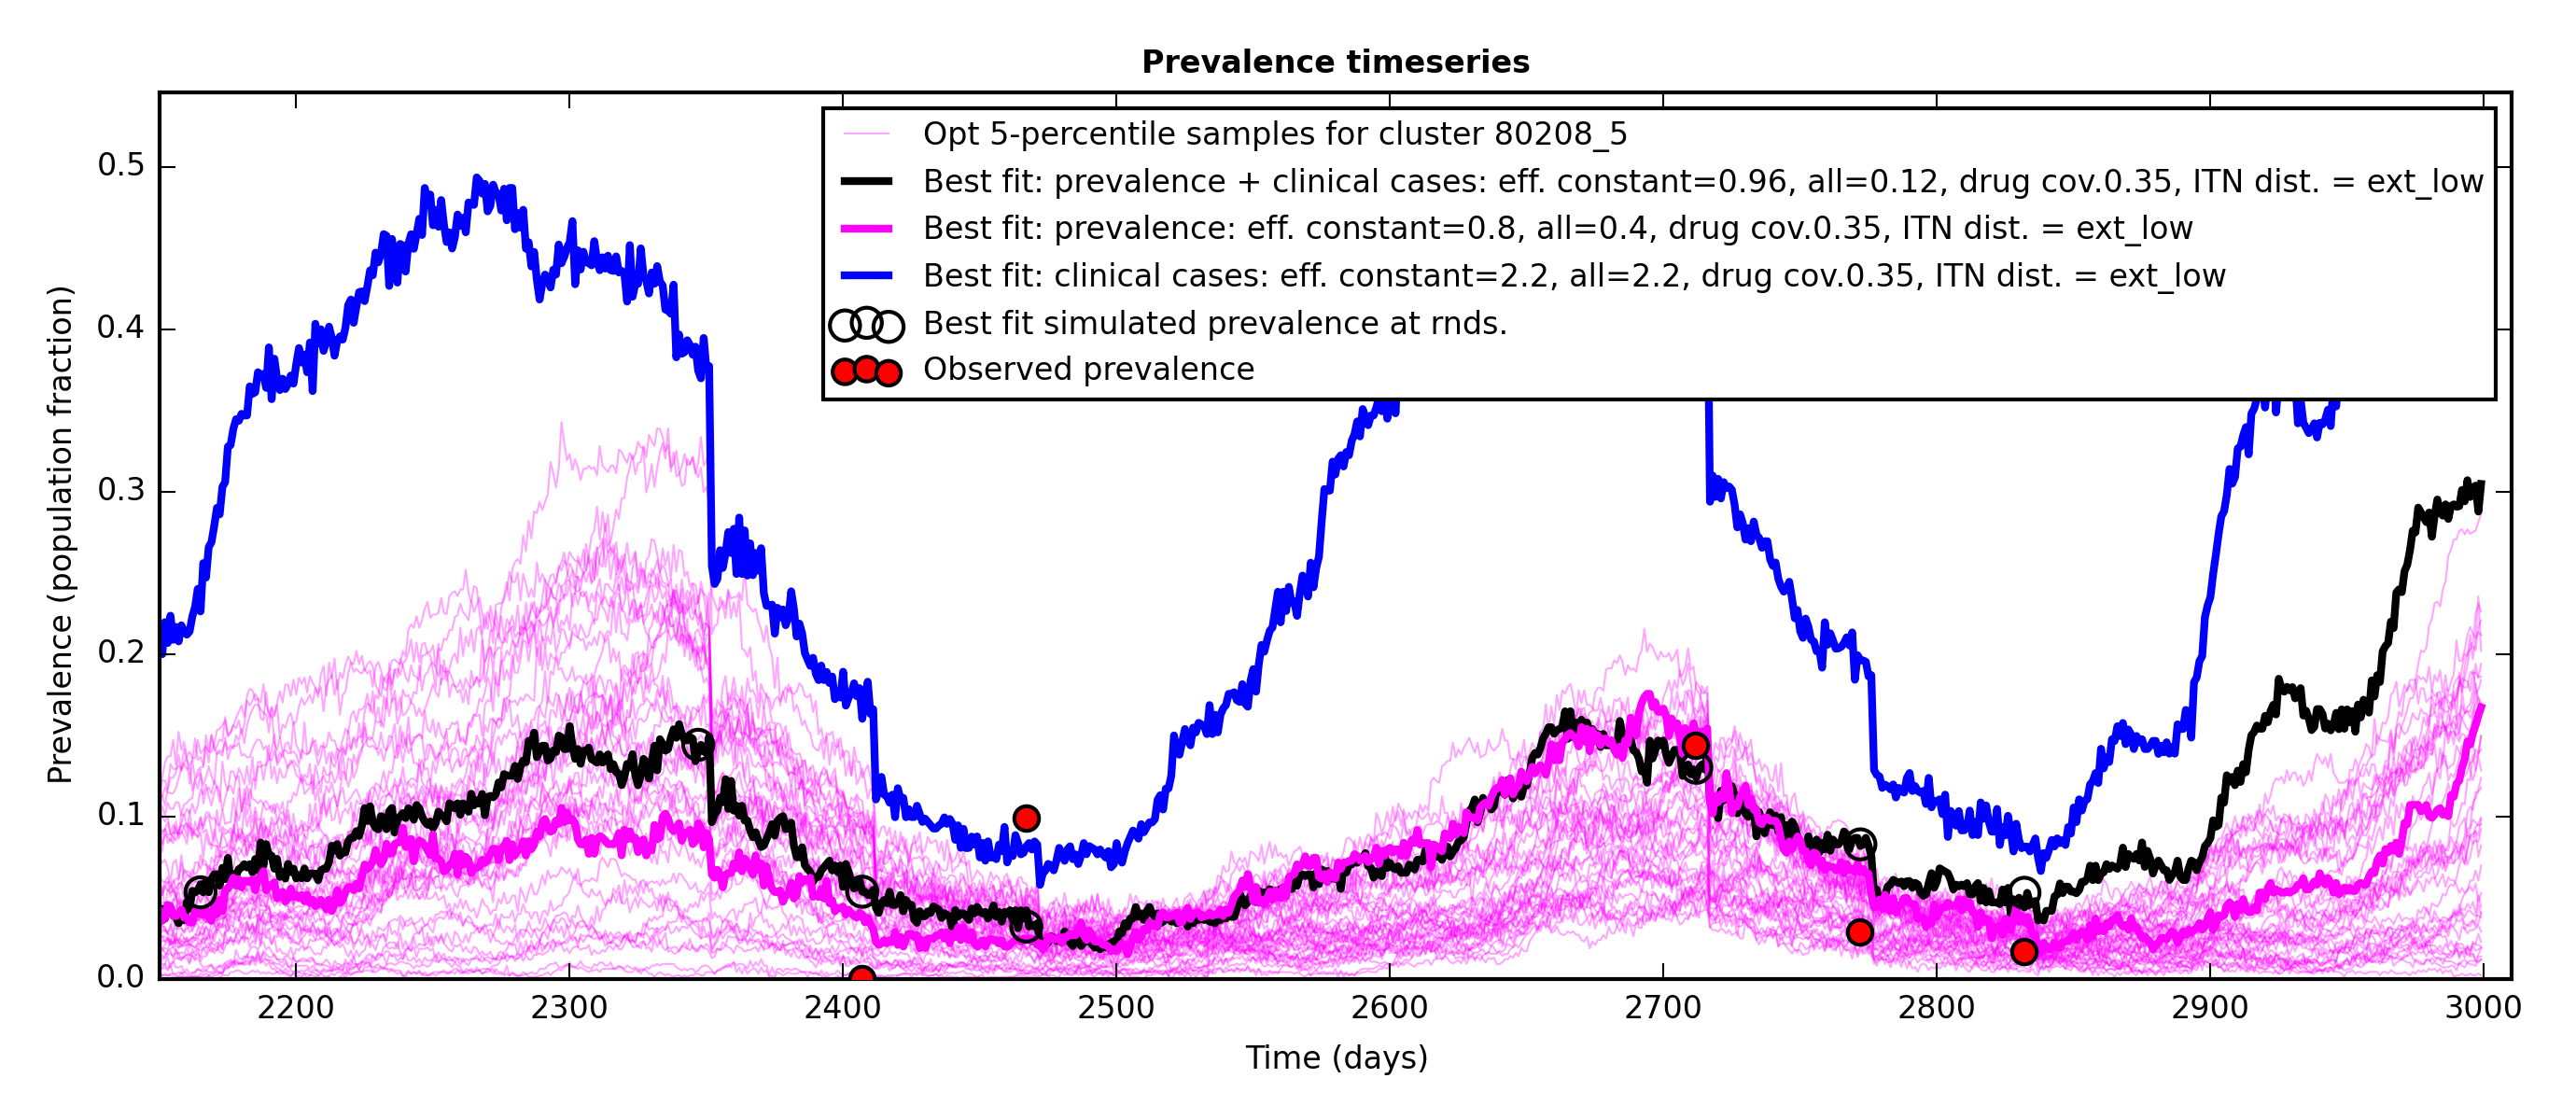 Prevalence timeseries
Opt 5-percentile samples for cluster 80208_5
Best fit: prevalence + clinical cases: eff. constant=0.96, all=0.12, drug cov.0.35, ITN dist. = ext_low
Best fit: prevalence: eff. constant=0.8, all=0.4, drug cov.0.35, ITN dist. = ext_low
Best fit: clinical cases: eff. constant=2.2, all=2.2, drug cov.0.35, ITN dist. = ext_low
Best fit simulated prevalence at rnds.
Observed prevalence
Prevalence (population fraction)
0.5
0.4
0.3
0.2
0.1
0.0
2200 2300 2400 2500 2600 2700 2800 2900 3000
Time (days)